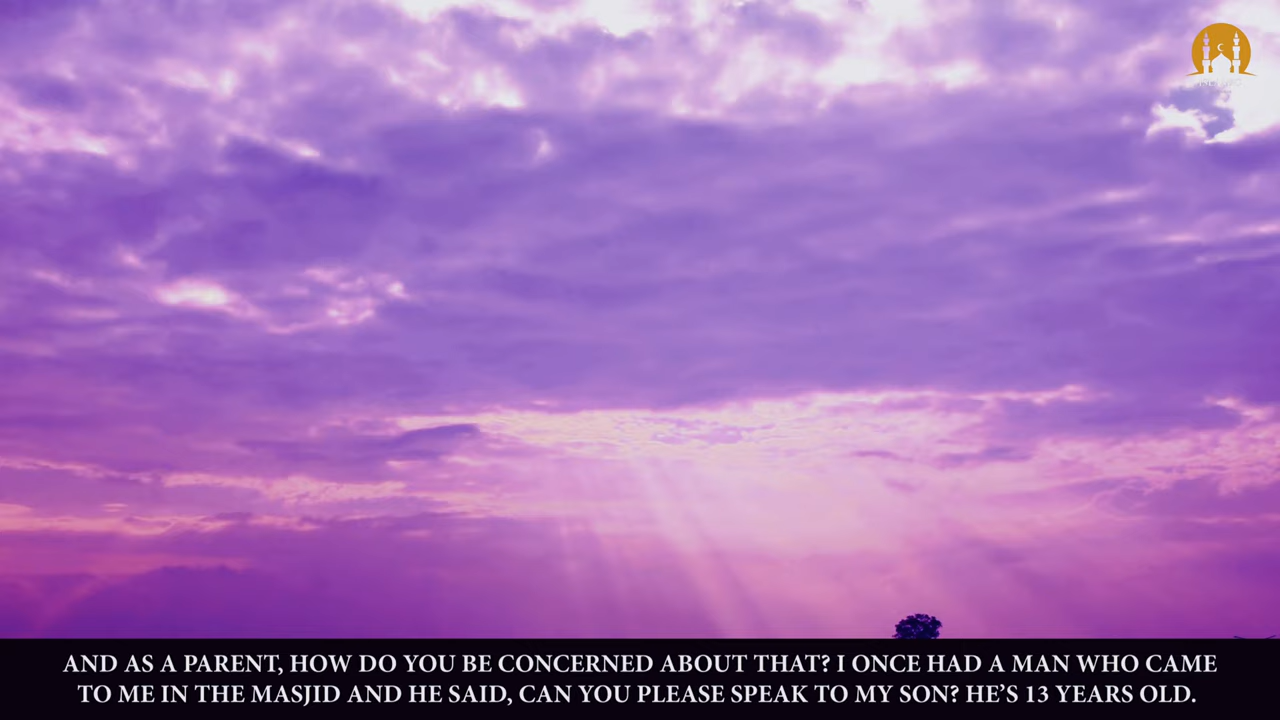 AND AS A PARENT, HOW DO YOU BE CONCERNED ABOUT THAT? I ONCE HAD A MAN WHO CAME
TO ME IN THE MASJID AND HE SAID, CAN YOU PLEASE SPEAK TO MY SON? HE'S 13 YEARS OLD.